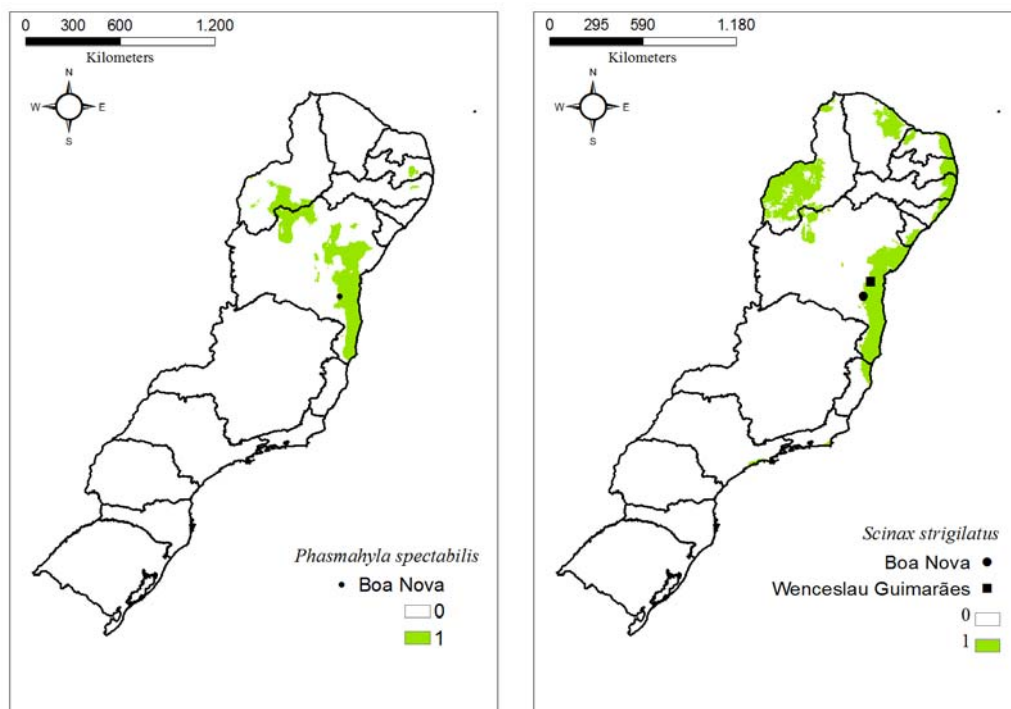 0 300 600 1.200
Kilometers
N
W E
S
Phasmahyla spectabilis
Boa Nova
0
1
0 295 590 1.180
Kilometers
N
W E
S
Scinax strigilatus
Boa Nova
Wenceslau Guimarães
0
1